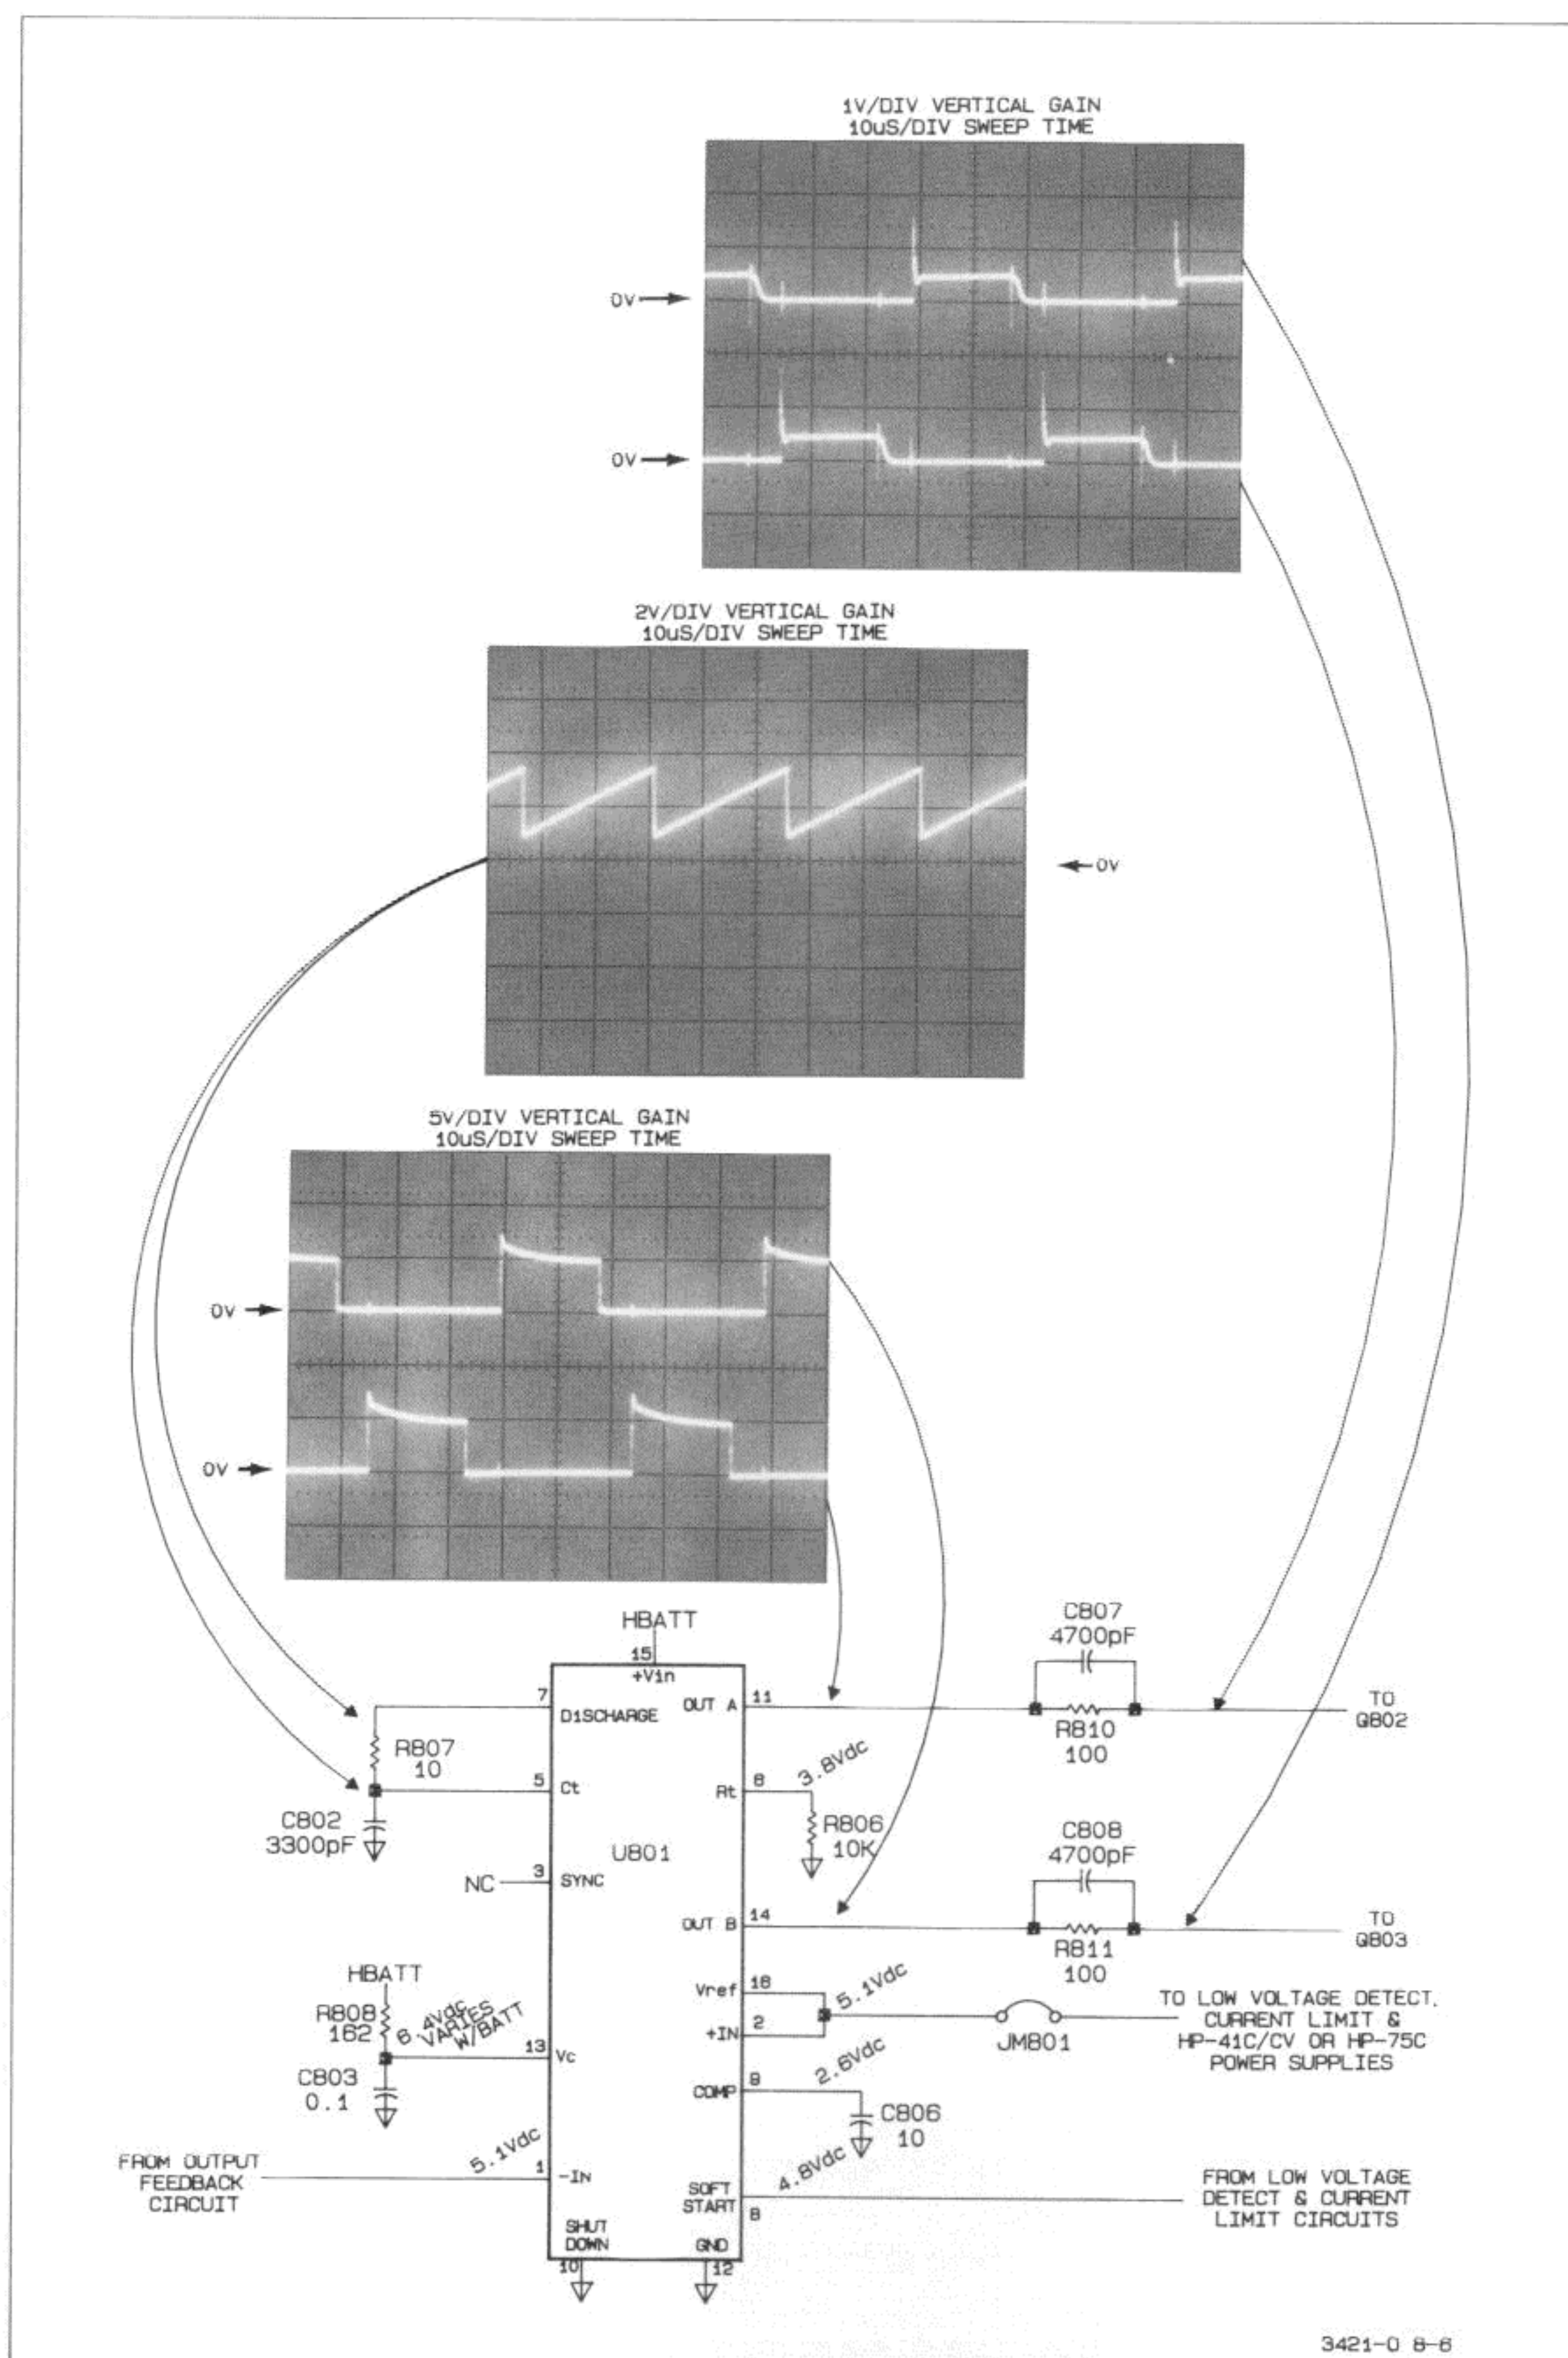 1V/DIV VERTICAL GAIN
10uS/DIV SWEEP TIME
0V
0V
2V/DIV VERTICAL GAIN
10uS/DIV SWEEP TIME
0V
5V/DIV VERTICAL GAIN
10uS/DIV SWEEP TIME
0V
0V
HBATT
15
+Vin
7
DISCHARGE
OUT A
11
C807
4700pF
R810
100
TO
Q802
R807
10
5
Ct
Rt
6
3.8Vdc
R806
10K
C802
3300pF
U801
NC
3
SYNC
OUT B
14
C808
4700pF
R811
100
TO
Q803
HBATT
R808
162
6.4Vdc
VARIES
W/BATT
13
Vc
C803
0.1
Vref
16
5.1Vdc
+IN
2
JM801
TO LOW VOLTAGE DETECT.
CURRENT LIMIT &
HP-41C/CV OR HP-75C
POWER SUPPLIES
COMP
9
2.6Vdc
C806
10
FROM OUTPUT
FEEDBACK
CIRCUIT
5.1Vdc
1
-IN
SOFT
START
8
4.8Vdc
FROM LOW VOLTAGE
DETECT & CURRENT
LIMIT CIRCUITS
SHUT
DOWN
10
GND
12
3421-0 8-6